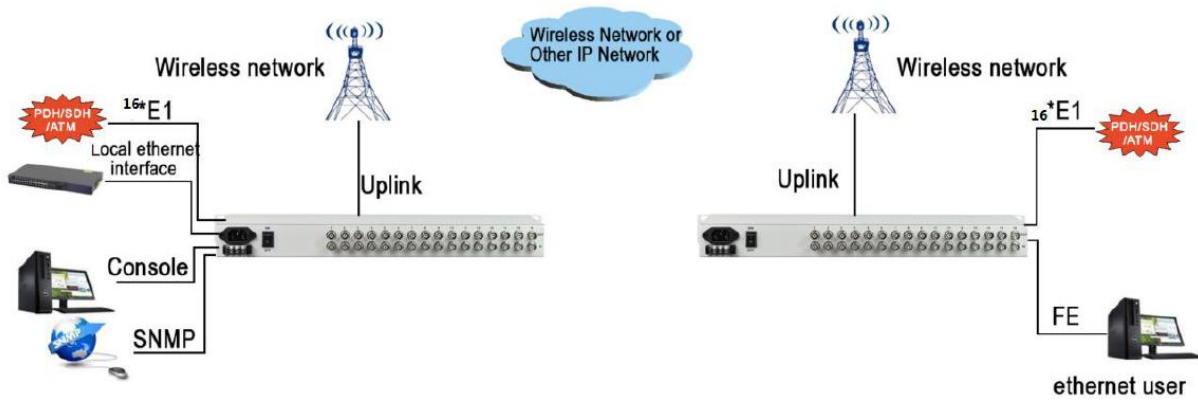 Wireless Network or
Other IP Network
Wireless network
16*E1
PDH/SDH
/ATM
Local ethernet
interface
Uplink
Console
SNMP
SNMP
Wireless network
16*E1
PDH/SDH
/ATM
Uplink
FE
ethernet user